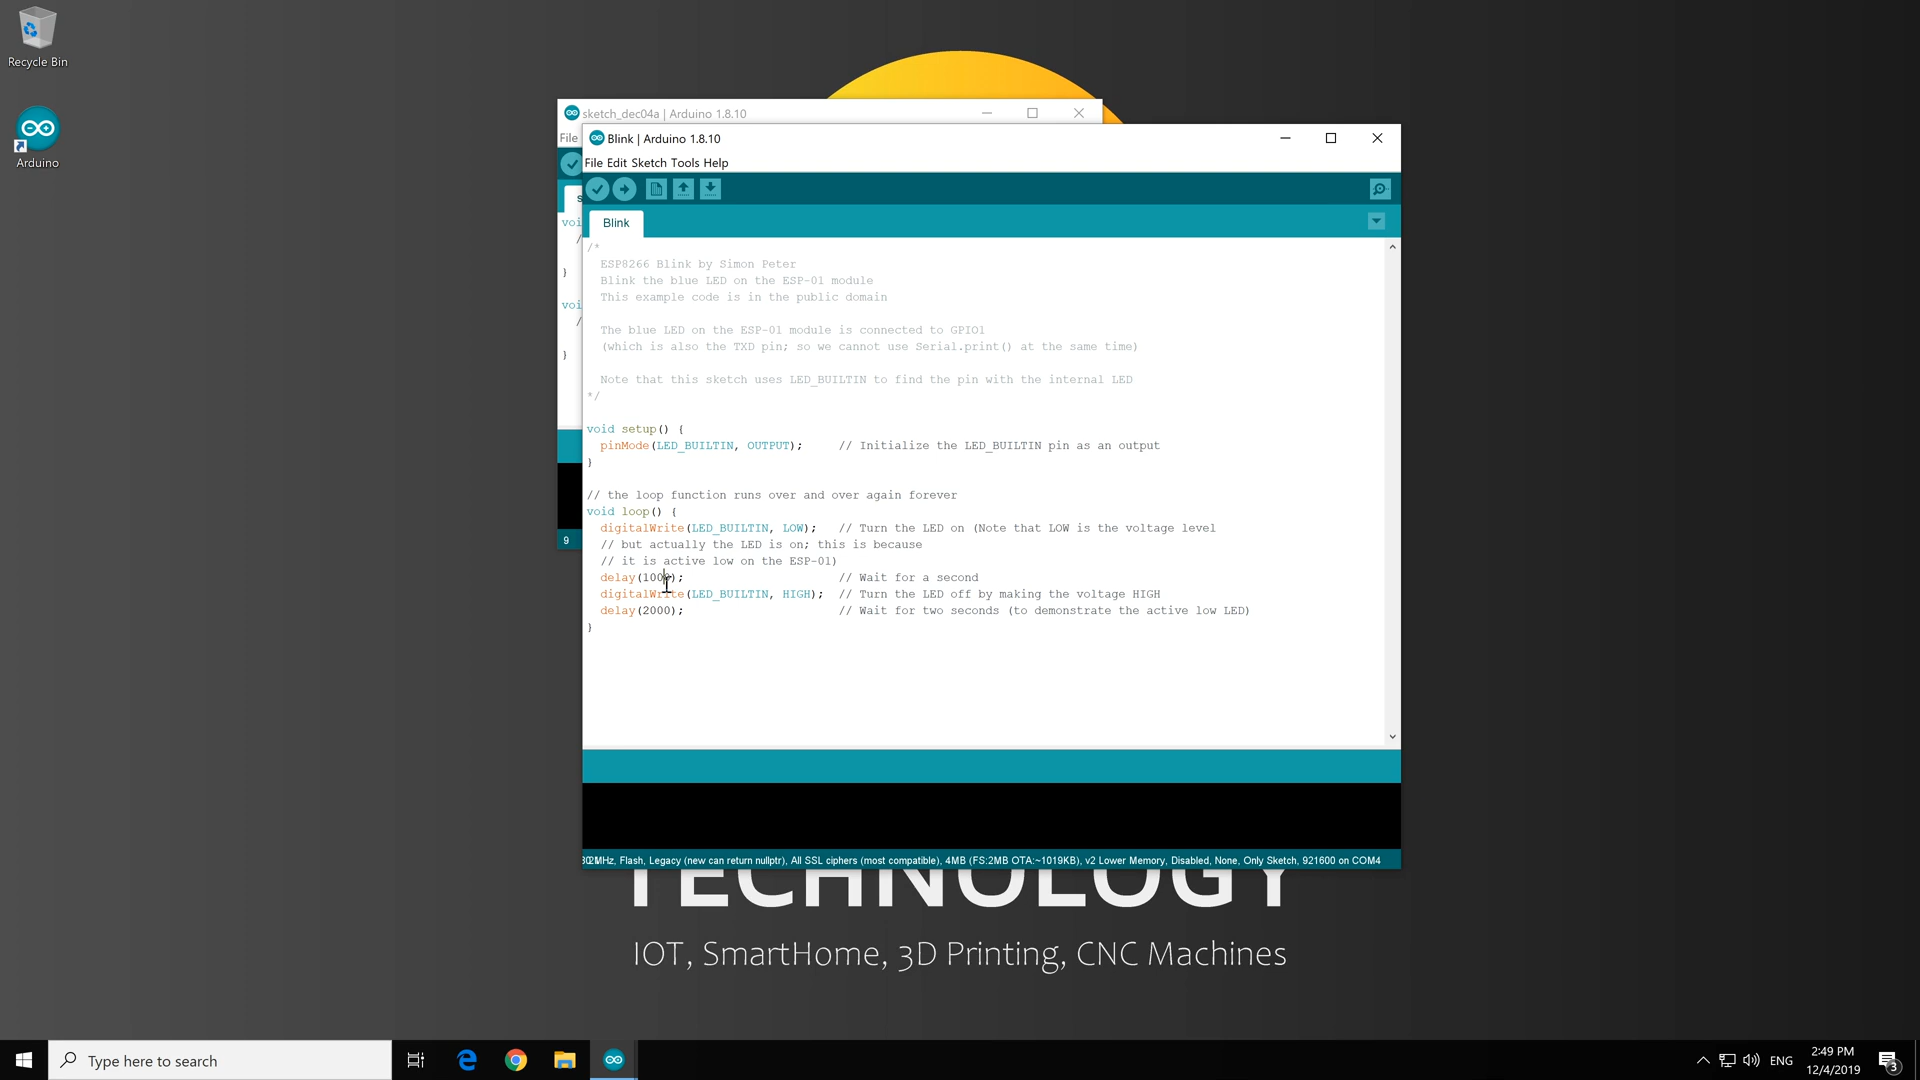 Recycle Bin
Arduino
sketch_dec04a | Arduino 1.8.10
File
Blink | Arduino 1.8.10
File Edit Sketch Tools Help
s
Blink
voi
/
}
voi
/
}
9
/*
ESP8266 Blink by Simon Peter
Blink the blue LED on the ESP-01 module
This example code is in the public domain
The blue LED on the ESP-01 module is connected to GPIO1
(which is also the TXD pin; so we cannot use Serial.print() at the same time)
Note that this sketch uses LED_BUILTIN to find the pin with the internal LED
*/
void setup() {
pinMode(LED_BUILTIN, OUTPUT);     // Initialize the LED_BUILTIN pin as an output
}
// the loop function runs over and over again forever
void loop() {
digitalWrite(LED_BUILTIN, LOW);   // Turn the LED on (Note that LOW is the voltage level
// but actually the LED is on; this is because
// it is active low on the ESP-01)
delay(1000);                      // Wait for a second
digitalWrite(LED_BUILTIN, HIGH);  // Turn the LED off by making the voltage HIGH
delay(2000);                      // Wait for two seconds (to demonstrate the active low LED)
}
MHz, Flash, Legacy (new can return nullptr), All SSL ciphers (most compatible), 4MB (FS:2MB OTA:~1019KB), v2 Lower Memory, Disabled, None, Only Sketch, 921600 on COM4
TECHNOLOGY
IOT, SmartHome, 3D Printing, CNC Machines
Type here to search
ENG
2:49 PM
12/4/2019
3